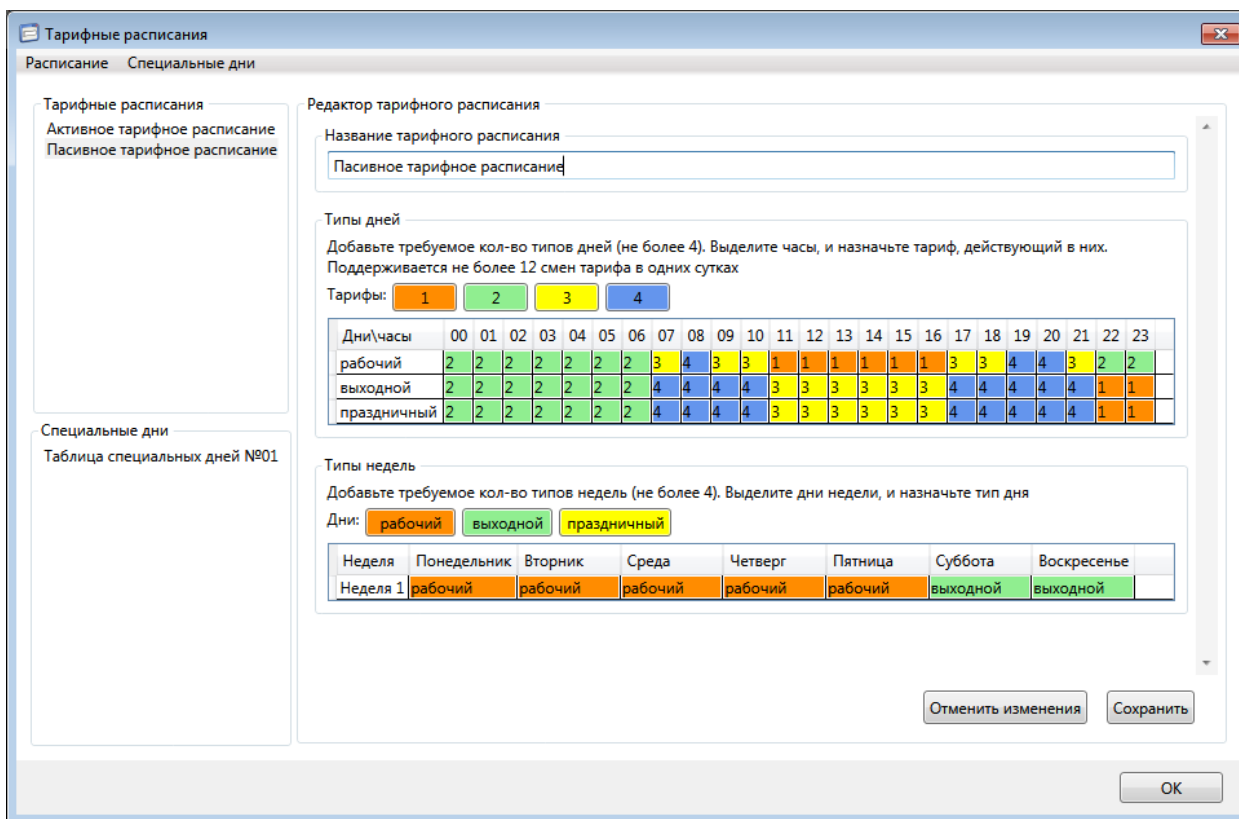 Тарифные расписания
Расписание Специальные дни
Тарифные расписания
Активное тарифное расписание
Пасивное тарифное расписание
Специальные дни
Таблица специальных дней №01
Редактор тарифного расписания
Название тарифного расписания
Пасивное тарифное расписание
Типы дней
Добавьте требуемое кол-во типов дней (не более 4). Выделите часы, и назначьте тариф, действующий в них.
Поддерживается не более 12 смен тарифа в одних сутках
Тарифы: 1 2 3 4
Дни\часы 00 01 02 03 04 05 06 07 08 09 10 11 12 13 14 15 16 17 18 19 20 21 22 23
рабочий 2 2 2 2 2 2 2 3 4 3 3 1 1 1 1 1 1 3 3 4 4 3 2 2
выходной 2 2 2 2 2 2 2 4 4 4 4 3 3 3 3 3 3 4 4 4 4 4 1 1
праздничный 2 2 2 2 2 2 2 4 4 4 4 3 3 3 3 3 3 4 4 4 4 4 1 1
Типы недель
Добавьте требуемое кол-во типов недель (не более 4). Выделите дни недели, и назначьте тип дня
Дни: рабочий выходной праздничный
Неделя Понедельник Вторник Среда Четверг Пятница Суббота Воскресенье
Неделя 1 рабочий рабочий рабочий рабочий рабочий выходной выходной
Отменить изменения Сохранить
OK